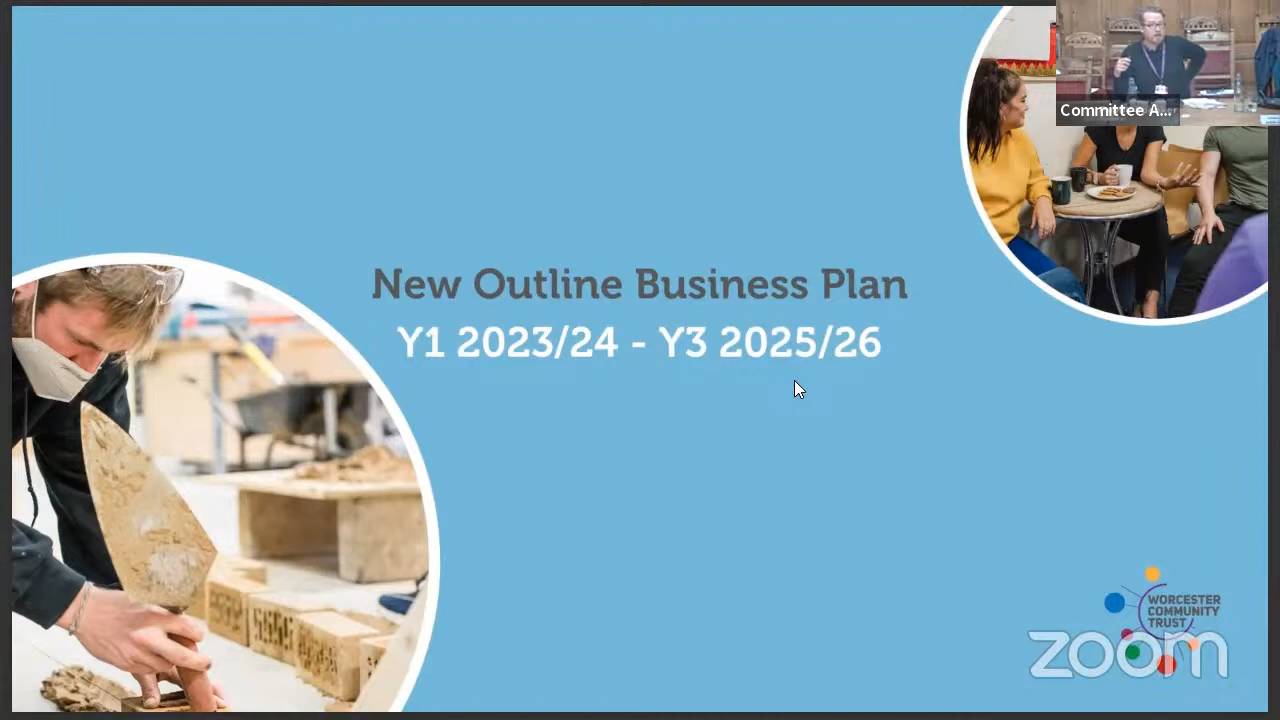 Committee A...
New Outline Business Plan
Y1 2023/24 - Y3 2025/26
WORCESTER
COMMUNITY
TRUST
zoom